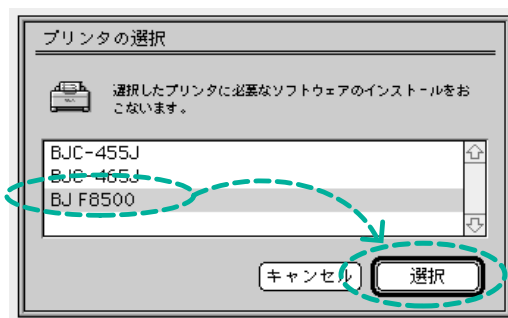 プリンタの選択
選択したプリンタに必要なソフトウェアのインストールをお
こないます。
BJC-455J
BJC-465J
BJ F8500
キャンセル 選択